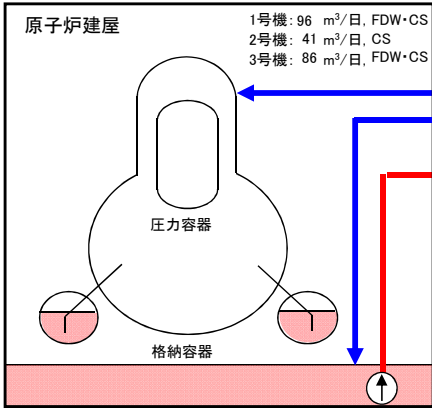 原子炉建屋
1号機: 96 m³/日, FDW・CS
2号機: 41 m³/日, CS
3号機: 86 m³/日, FDW・CS
圧力容器
格納容器